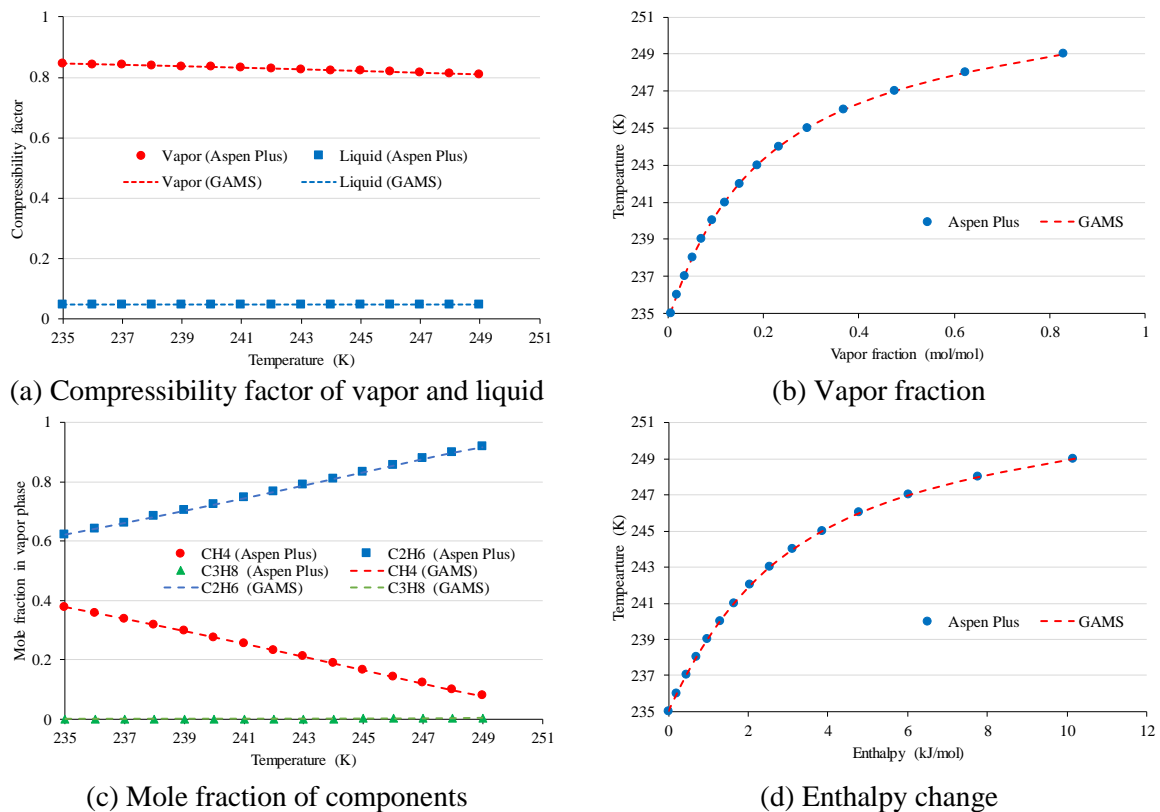 1
0.8
0.6
0.4
0.2
0
Compressibility factor
Vapor (Aspen Plus)
Liquid (Aspen Plus)
Vapor (GAMS)
Liquid (GAMS)
235 237 239 241 243 245 247 249 251
Temperature (K)
(a) Compressibility factor of vapor and liquid
251
249
247
245
243
241
239
237
235
Tempearture (K)
Aspen Plus
GAMS
0 0.2 0.4 0.6 0.8 1
Vapor fraction (mol/mol)
(b) Vapor fraction
1
0.8
0.6
0.4
0.2
0
Mole fraction in vapor phase
CH4 (Aspen Plus)
C2H6 (Aspen Plus)
C3H8 (Aspen Plus)
CH4 (GAMS)
C2H6 (GAMS)
C3H8 (GAMS)
235 237 239 241 243 245 247 249 251
Temperature (K)
(c) Mole fraction of components
251
249
247
245
243
241
239
237
235
Tempearture (K)
Aspen Plus
GAMS
0 2 4 6 8 10 12
Enthalpy (kJ/mol)
(d) Enthalpy change